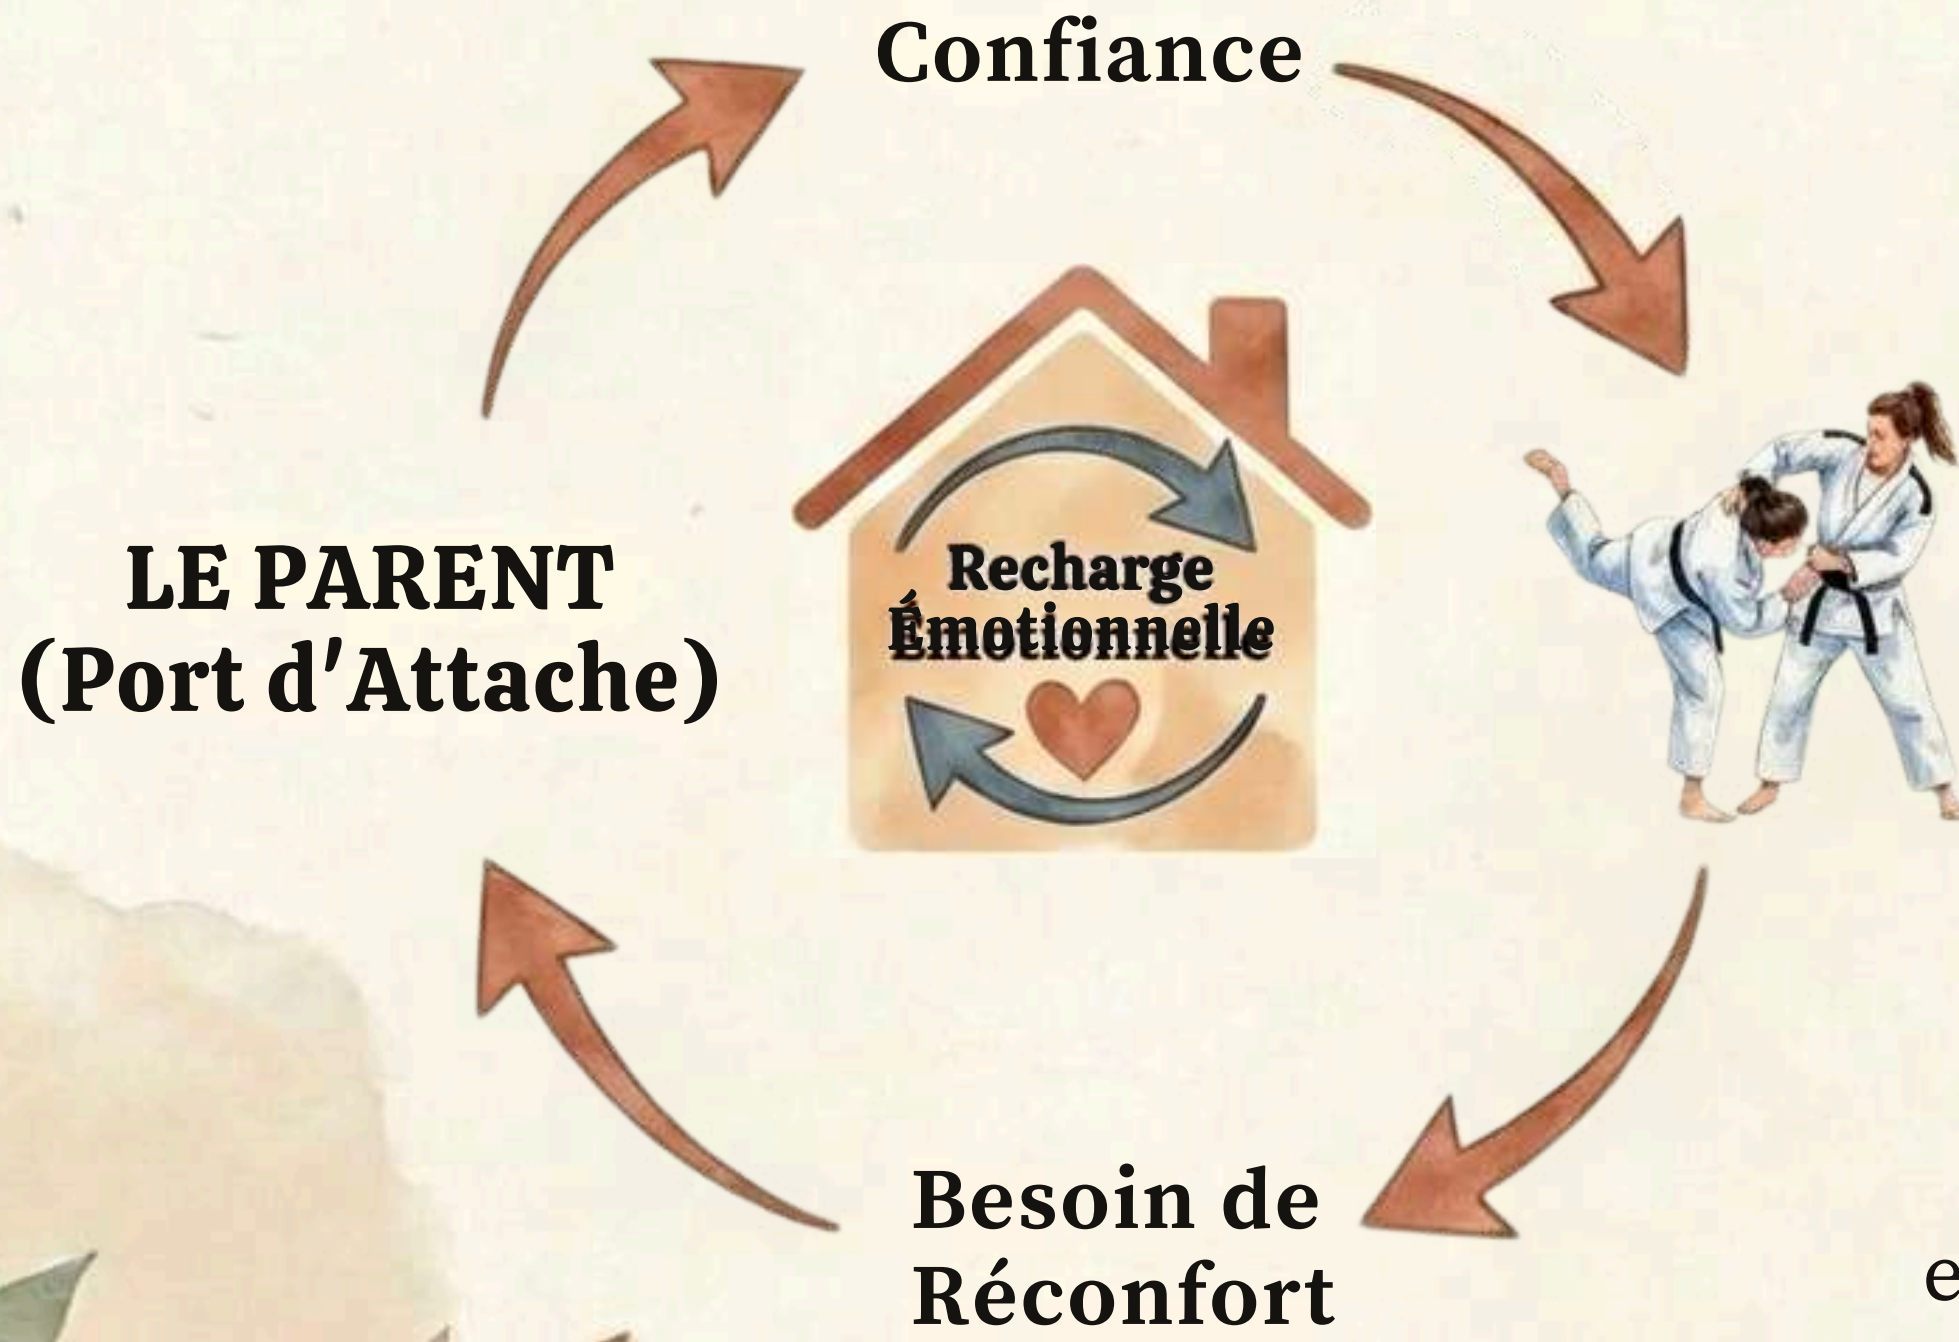 Confiance
LE PARENT
(Port d'Attache)
Recharge
Émotionnelle
Besoin de
Réconfort
e